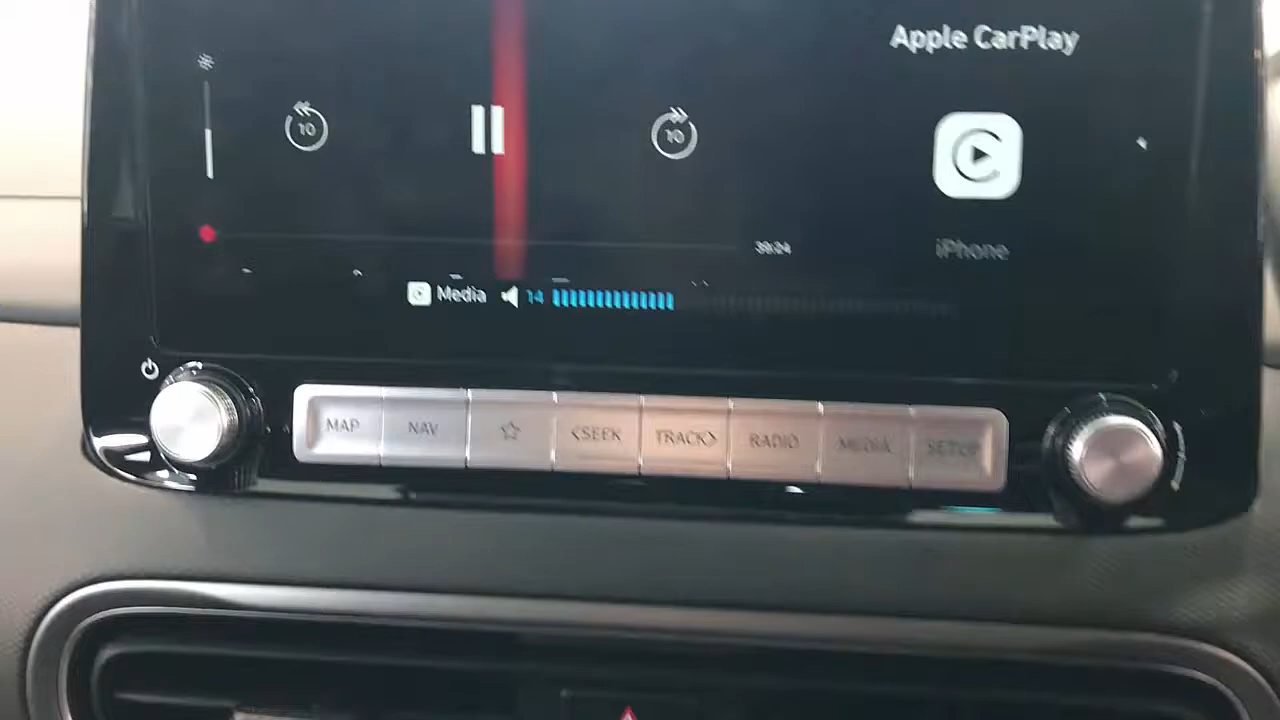 Apple CarPlay
10
10
39:24
iPhone
Media 14
MAP NAV <SEEK TRACK> RADIO MEDIA SETUP